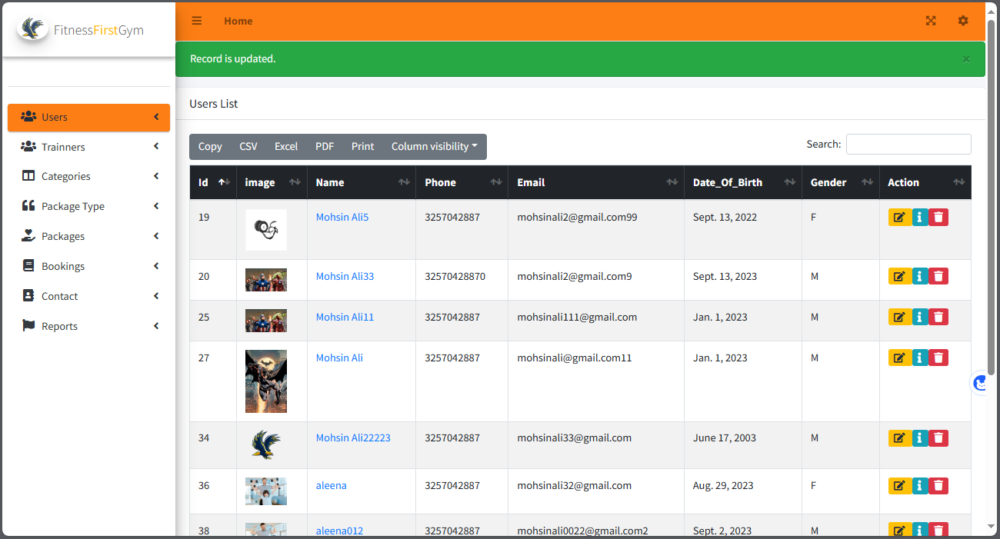 FitnessFirstGym
Home
Record is updated. ×
Users List
Users
Trainners
Categories
Package Type
Packages
Bookings
Contact
Reports
Copy CSV Excel PDF Print Column visibility
Search:
Id image Name Phone Email Date_Of_Birth Gender Action
19 Mohsin Ali5 3257042887 mohsinali2@gmail.com99 Sept. 13, 2022 F
20 Mohsin Ali33 32570428870 mohsinali2@gmail.com9 Sept. 13, 2023 M
25 Mohsin Ali11 3257042887 mohsinali111@gmail.com Jan. 1, 2023 M
27 Mohsin Ali 3257042887 mohsinali@gmail.com11 Jan. 1, 2023 M
34 Mohsin Ali22223 3257042887 mohsinali33@gmail.com June 17, 2003 M
36 aleena 3257042887 mohsinali32@gmail.com Aug. 29, 2023 F
38 aleena012 3257042887 mohsinali0022@gmail.com2 Sept. 2, 2023 M